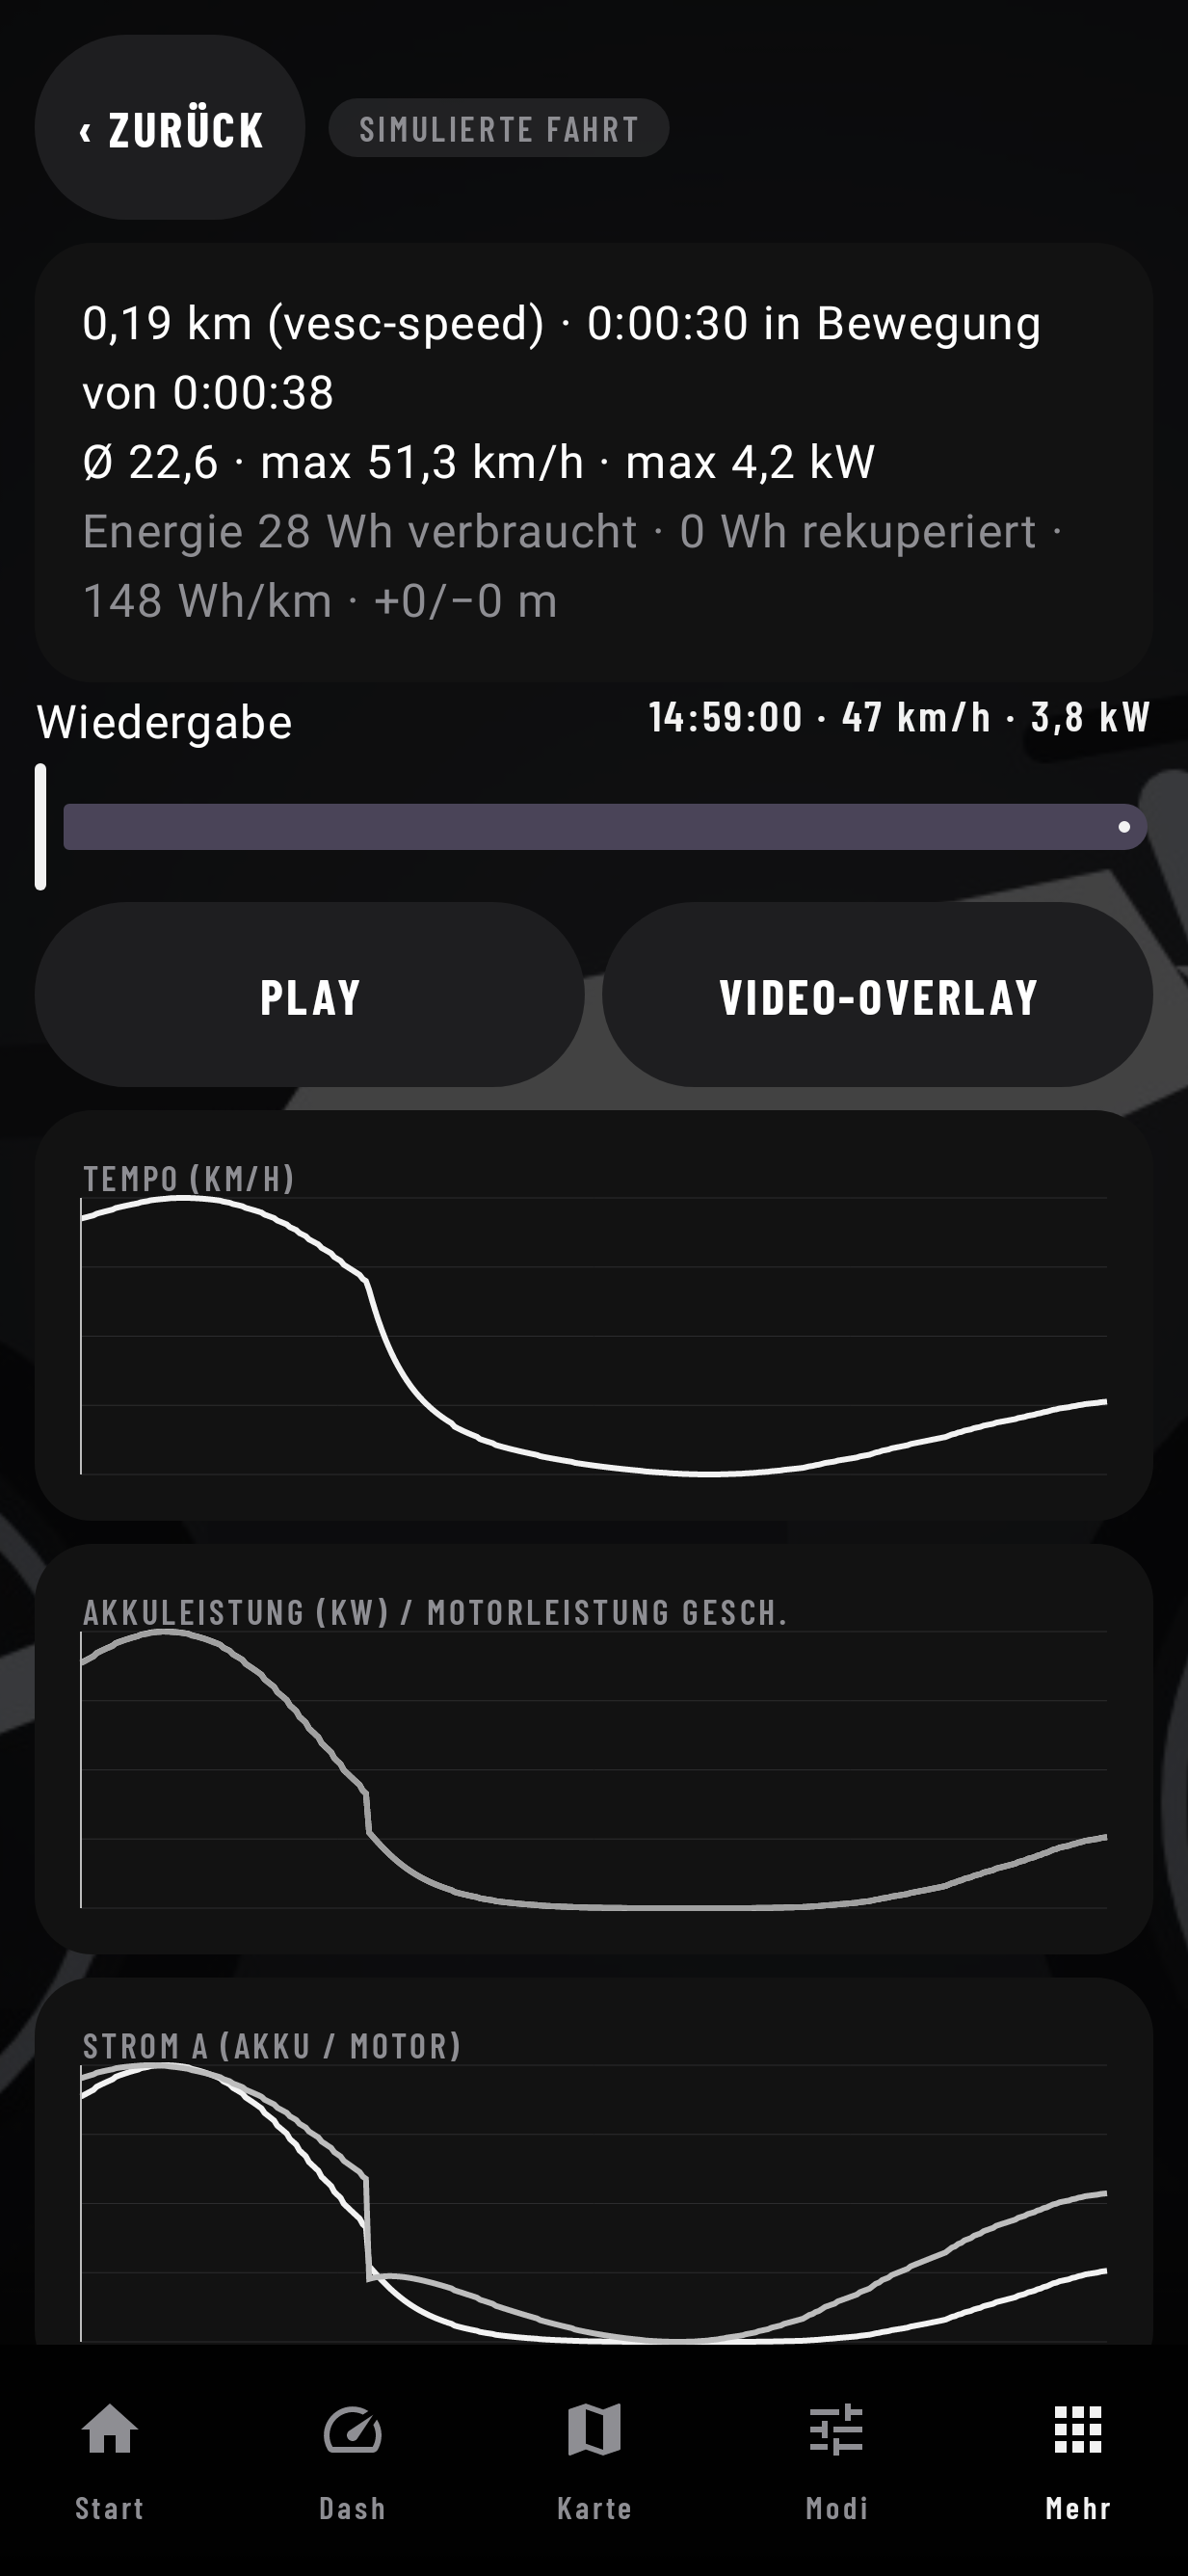 ‹ ZURÜCK
SIMULIERTE FAHRT
0,19 km (vesc-speed) · 0:00:30 in Bewegung
von 0:00:38
Ø 22,6 · max 51,3 km/h · max 4,2 kW
Energie 28 Wh verbraucht · 0 Wh rekuperiert ·
148 Wh/km · +0/−0 m
Wiedergabe
14:59:00 · 47 km/h · 3,8 kW
PLAY
VIDEO-OVERLAY
TEMPO (KM/H)
AKKULEISTUNG (KW) / MOTORLEISTUNG GESCH.
STROM A (AKKU / MOTOR)
Start
Dash
Karte
Modi
Mehr